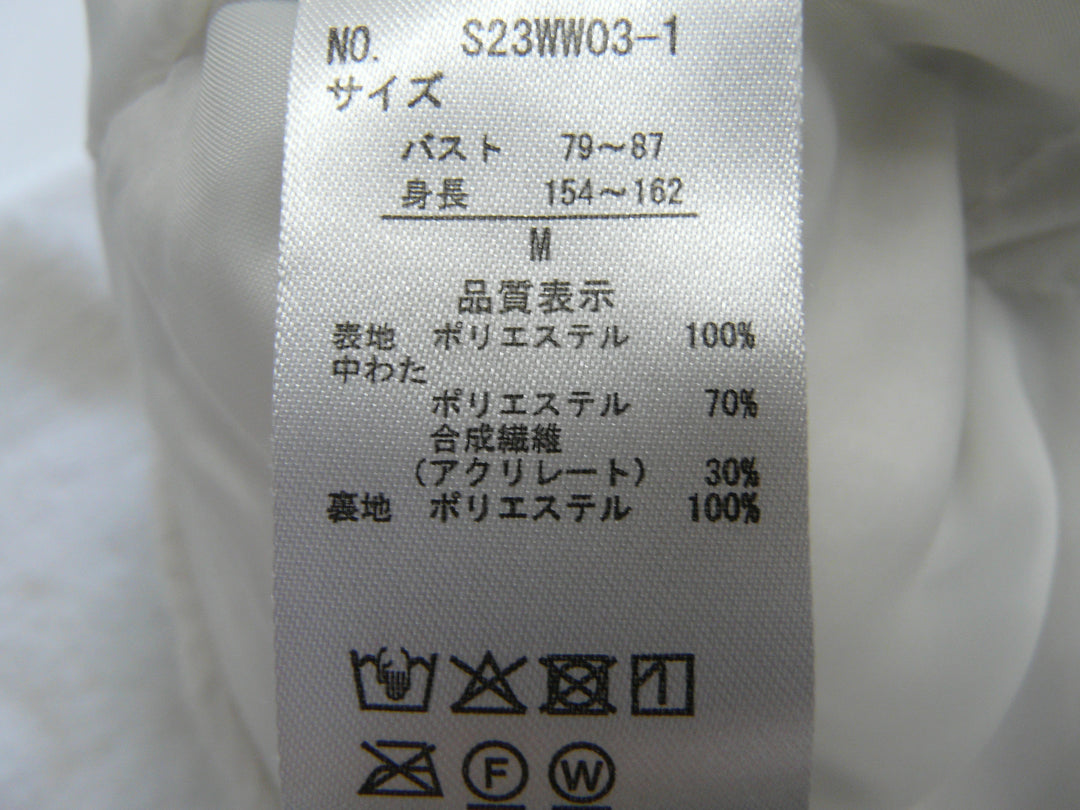 NO. S23WW03-1
サイズ
バスト 79～87
身長 154～162
M
品質表示
表地 ポリエステル 100%
中わた
ポリエステル 70%
合成繊維
(アクリレート) 30%
裏地 ポリエステル 100%
F W